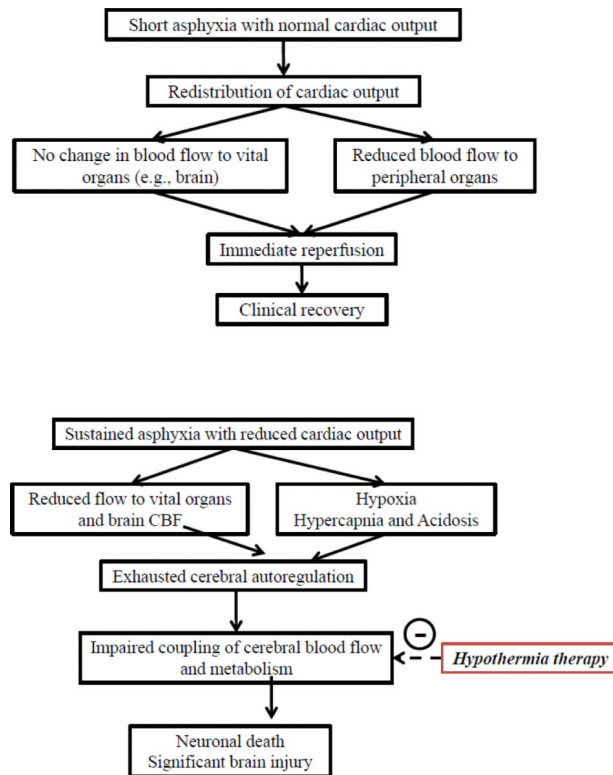 Short asphyxia with normal cardiac output
Redistribution of cardiac output
No change in blood flow to vital
organs (e.g., brain)
Reduced blood flow to
peripheral organs
Immediate reperfusion
Clinical recovery
Sustained asphyxia with reduced cardiac output
Reduced flow to vital organs
and brain CBF
Hypoxia
Hypercapnia and Acidosis
Exhausted cerebral autoregulation
Impaired coupling of cerebral blood flow
and metabolism
−
Hypothermia therapy
Neuronal death
Significant brain injury